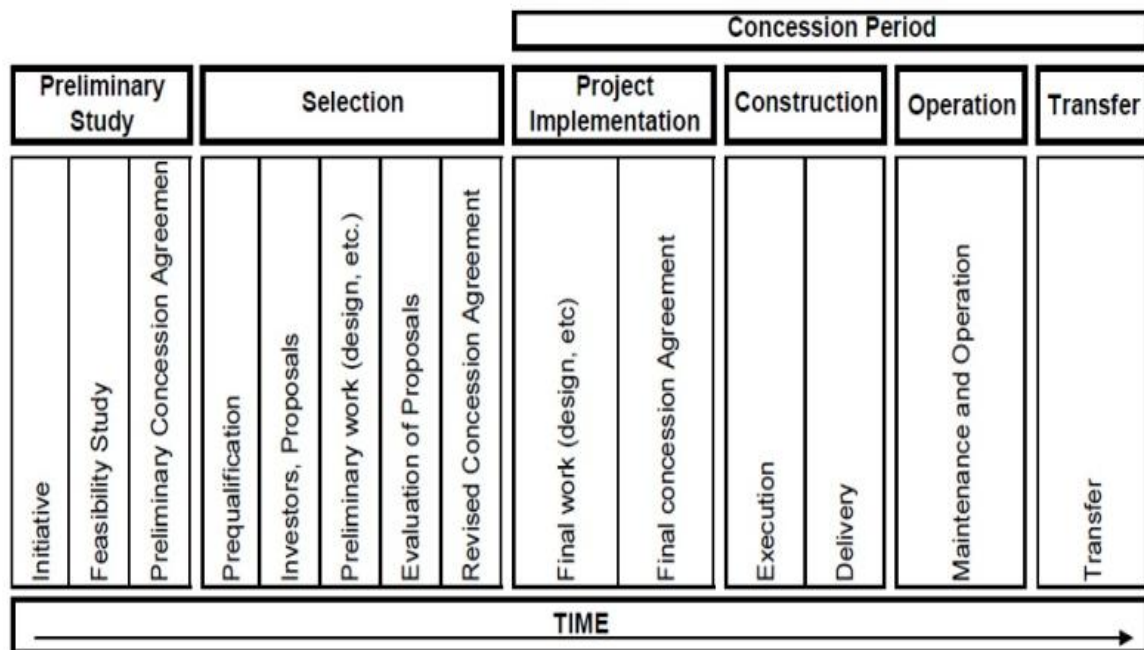 Concession Period
Preliminary
Study
Selection
Project
Implementation
Construction
Operation
Transfer
Initiative
Feasibility Study
Preliminary Concession Agreemen
Prequalification
Investors, Proposals
Preliminary work (design, etc.)
Evaluation of Proposals
Revised Concession Agreement
Final work (design, etc)
Final concession Agreement
Execution
Delivery
Maintenance and Operation
Transfer
TIME